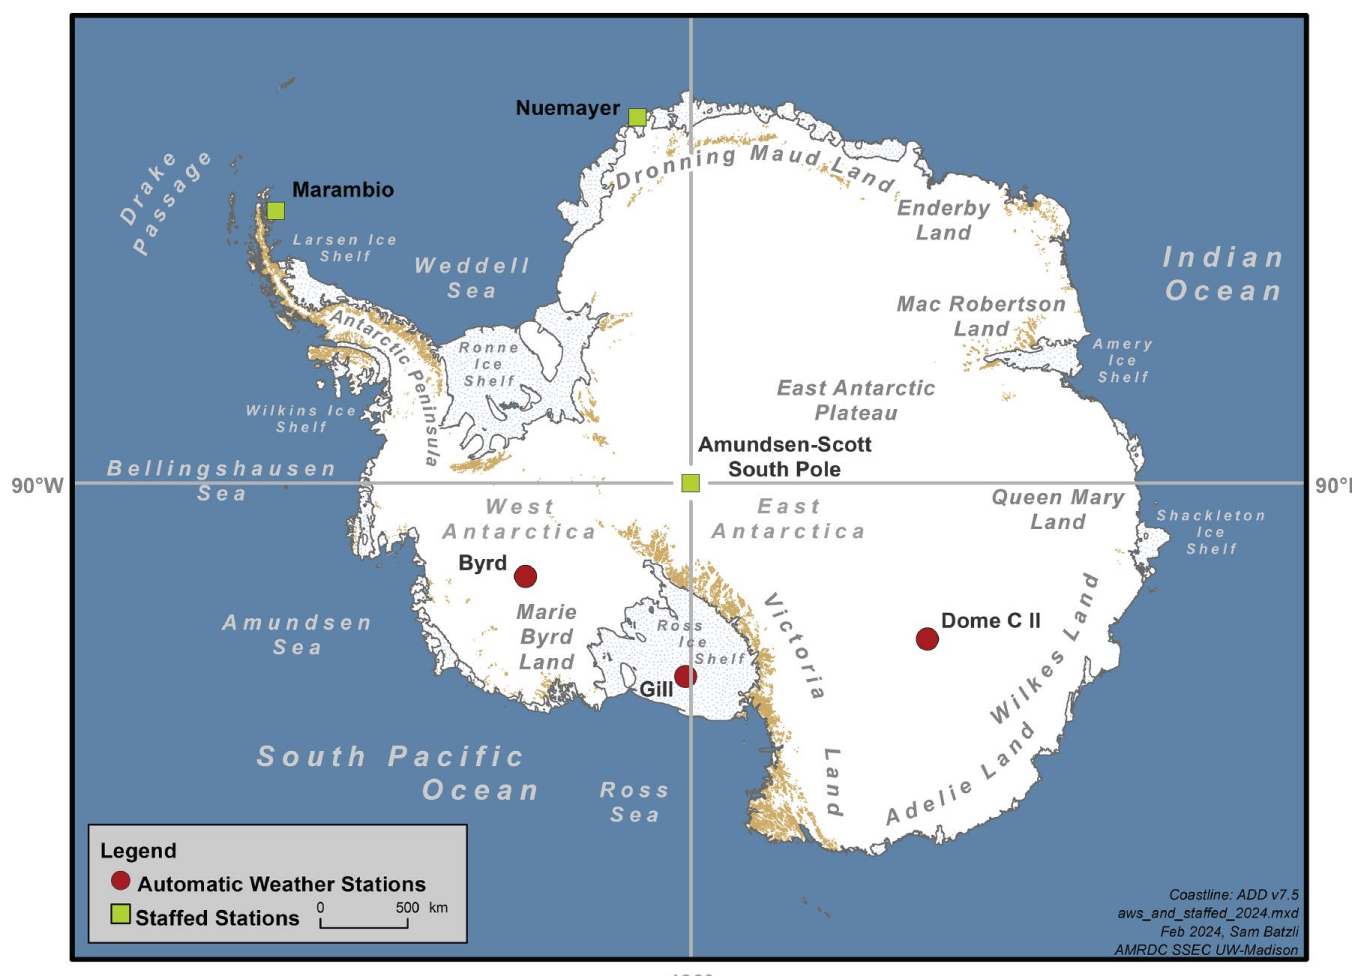 Nuemayer
Drake
Passage
Marambio
Dronning Maud Land
Enderby
Land
Larsen Ice
Shelf
Weddell
Sea
Indian
Ocean
Mac Robertson
Land
Antarctic Peninsula
Ronne
Ice
Shelf
Amery
Ice
Shelf
East Antarctic
Plateau
Wilkins Ice
Shelf
Amundsen-Scott
South Pole
Bellingshausen
Sea
90°W
West
Antarctica
East
Antarctica
Queen Mary
Land
Shackleton
Ice
Shelf
Byrd
Marie
Byrd
Land
Amundsen
Sea
Ross
Ice
Shelf
Gill
Victoria
Land
Dome C II
Wilkes Land
Adelie Land
South Pacific
Ocean
Ross
Sea
Legend
Automatic Weather Stations
Staffed Stations
0 500 km
Coastline: ADD v7.5
aws_and_staffed_2024.mxd
Feb 2024, Sam Batzli
AMRDC SSEC UW-Madison